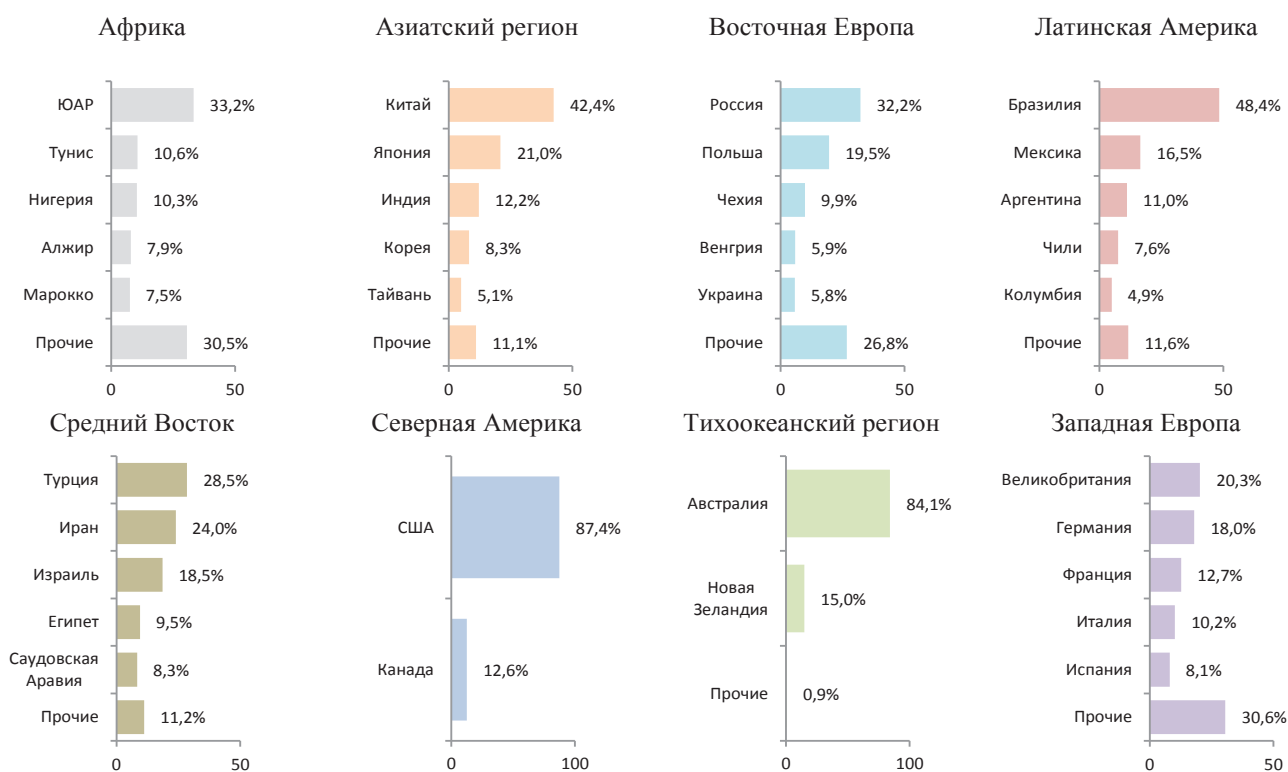 Африка
ЮАР 33,2%
Тунис 10,6%
Нигерия 10,3%
Алжир 7,9%
Марокко 7,5%
Прочие 30,5%
0 50
Азиатский регион
Китай 42,4%
Япония 21,0%
Индия 12,2%
Корея 8,3%
Тайвань 5,1%
Прочие 11,1%
0 50
Восточная Европа
Россия 32,2%
Польша 19,5%
Чехия 9,9%
Венгрия 5,9%
Украина 5,8%
Прочие 26,8%
0 50
Латинская Америка
Бразилия 48,4%
Мексика 16,5%
Аргентина 11,0%
Чили 7,6%
Колумбия 4,9%
Прочие 11,6%
0 50
Средний Восток
Турция 28,5%
Иран 24,0%
Израиль 18,5%
Египет 9,5%
Саудовская
Аравия 8,3%
Прочие 11,2%
0 50
Северная Америка
США 87,4%
Канада 12,6%
0 100
Тихоокеанский регион
Австралия 84,1%
Новая
Зеландия 15,0%
Прочие 0,9%
0 100
Западная Европа
Великобритания 20,3%
Германия 18,0%
Франция 12,7%
Италия 10,2%
Испания 8,1%
Прочие 30,6%
0 50